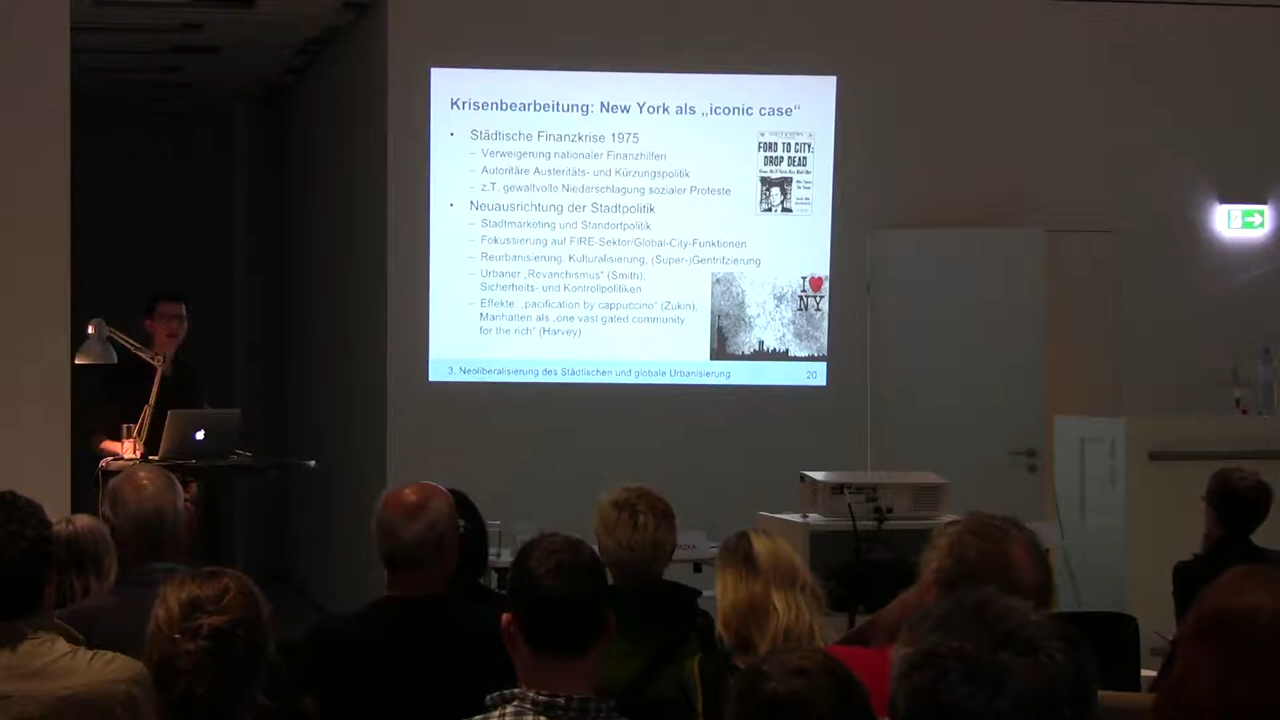 Krisenbearbeitung: New York als „iconic case“
• Städtische Finanzkrise 1975
– Verweigerung nationaler Finanzhilfen
– Autoritäre Austeritäts- und Kürzungspolitik
– z.T. gewaltvolle Niederschlagung sozialer Proteste
• Neuausrichtung der Stadtpolitik
– Stadtmarketing und Standortpolitik
– Fokussierung auf FIRE-Sektor/Global-City-Funktionen
– Reurbanisierung, Kulturalisierung, (Super-)Gentrifzierung
– Urbaner „Revanchismus“ (Smith),
Sicherheits- und Kontrollpolitiken
– Effekte: „pacification by cappuccino“ (Zukin),
Manhatten als „one vast gated community
for the rich“ (Harvey)
FORD TO CITY:
DROP DEAD
I ♥
NY
3. Neoliberalisierung des Städtischen und globale Urbanisierung 20